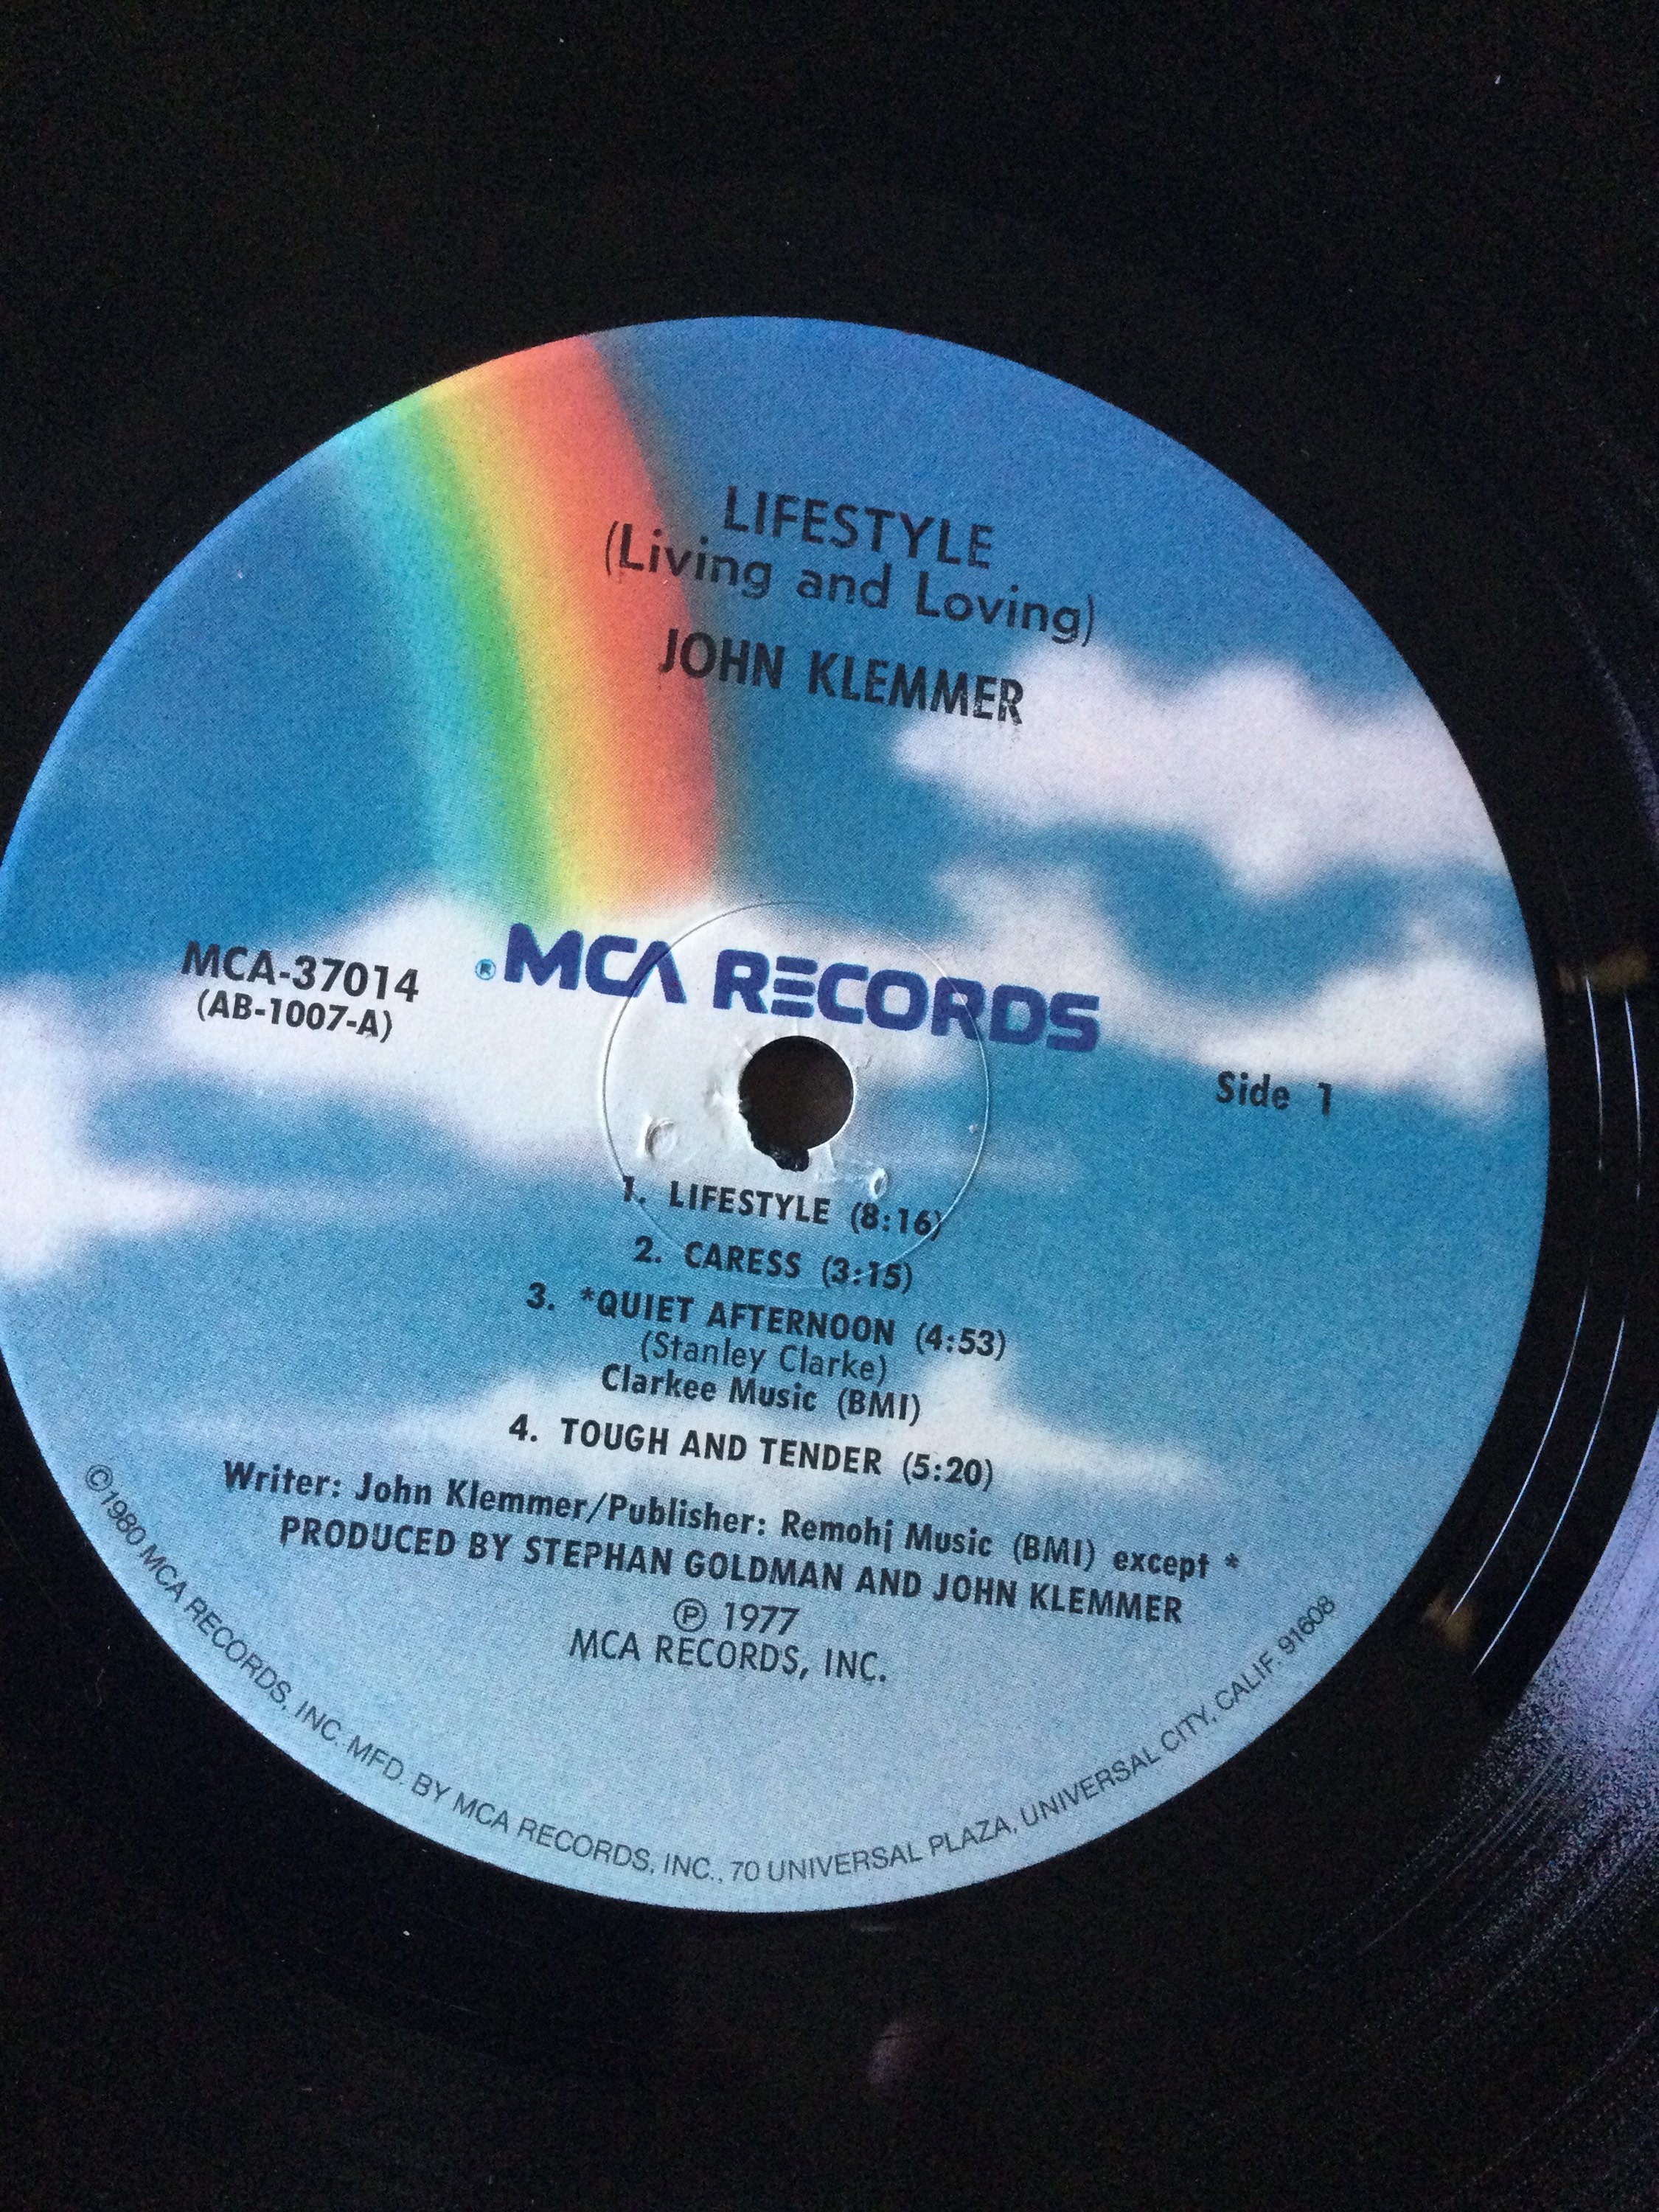 LIFESTYLE
(Living and Loving)
JOHN KLEMMER
MCA-37014
(AB-1007-A)
® MCA RECORDS
Side 1
1. LIFESTYLE (8:16)
2. CARESS (3:15)
3. *QUIET AFTERNOON (4:53)
(Stanley Clarke)
Clarkee Music (BMI)
4. TOUGH AND TENDER (5:20)
Writer: John Klemmer/Publisher: Remohj Music (BMI) except *
PRODUCED BY STEPHAN GOLDMAN AND JOHN KLEMMER
℗ 1977
MCA RECORDS, INC.
©1980 MCA RECORDS, INC. MFD. BY MCA RECORDS, INC., 70 UNIVERSAL PLAZA, UNIVERSAL CITY, CALIF. 91608